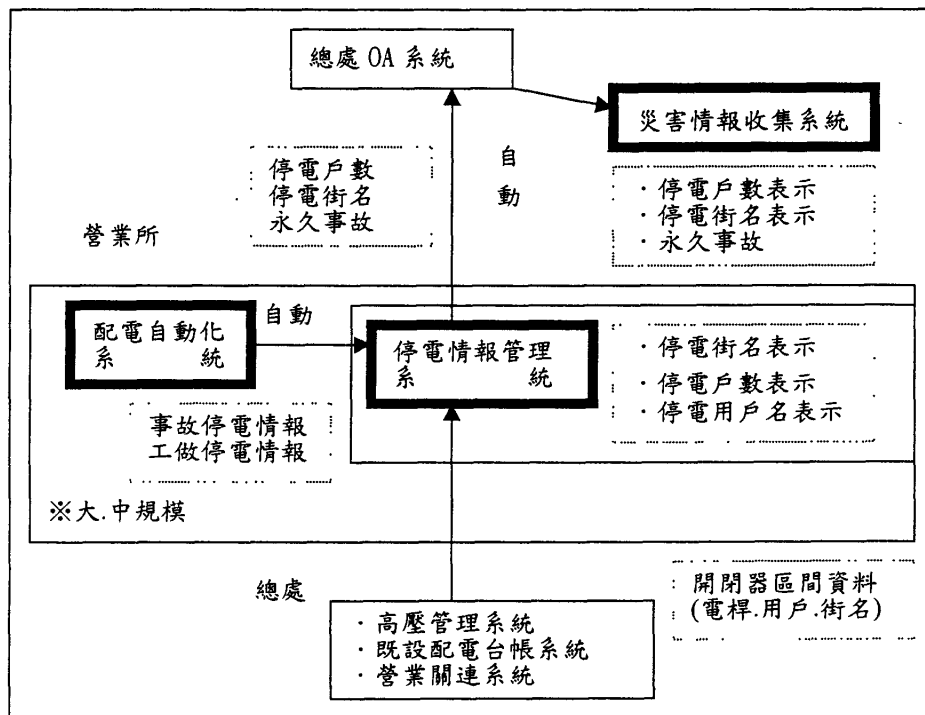 總處 OA 系統
災害情報收集系統
自
動
停電戶數
停電街名
永久事故
·停電戶數表示
·停電街名表示
·永久事故
營業所
自動
配電自動化
系 統
停電情報管理
系 統
·停電街名表示
·停電戶數表示
·停電用戶名表示
事故停電情報
工做停電情報
※大.中規模
總處
開閉器區間資料
(電桿.用戶.街名)
·高壓管理系統
·既設配電台帳系統
·營業關連系統